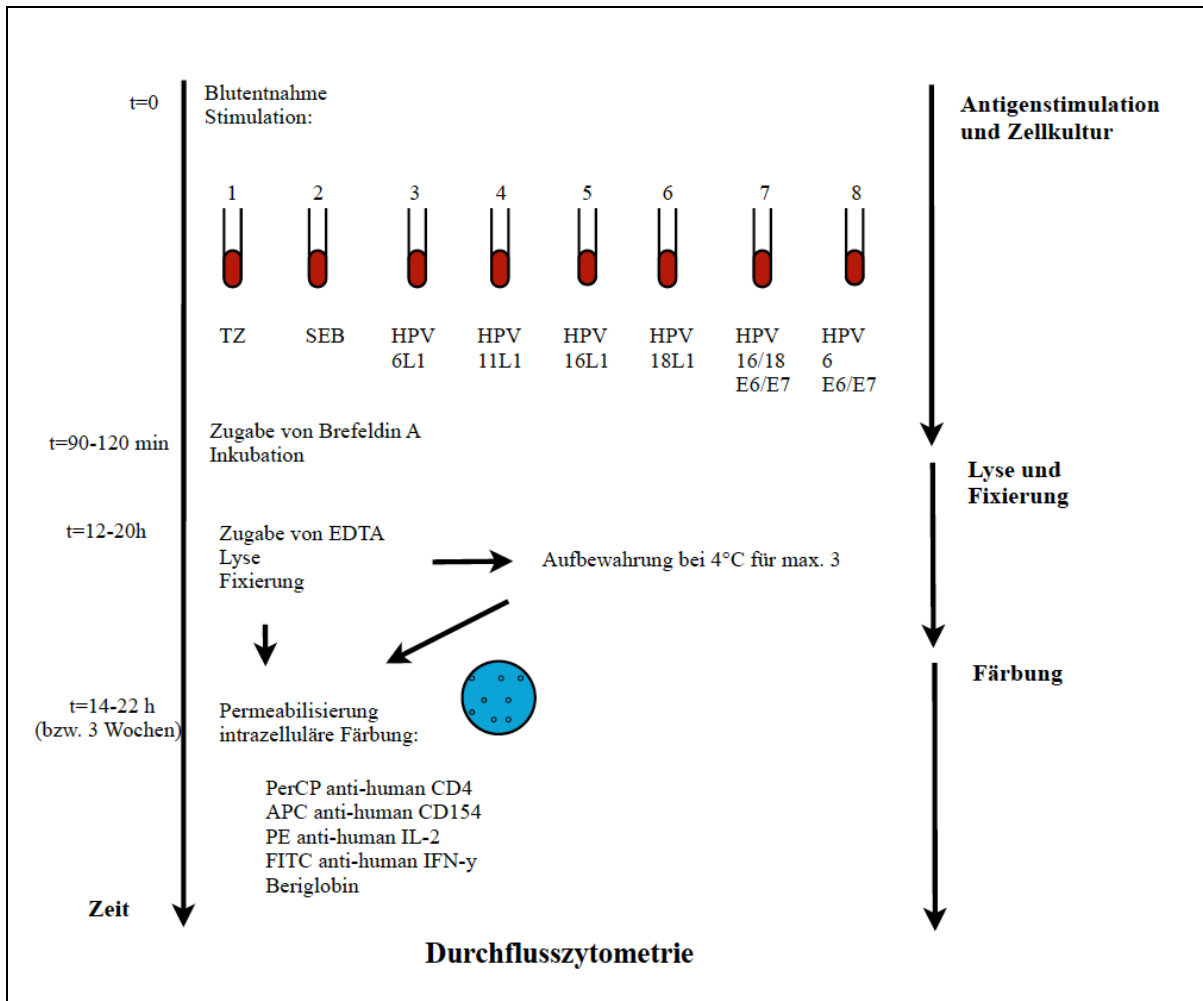 t=0
Blutentnahme
Stimulation:
Antigenstimulation
und Zellkultur
1 2 3 4 5 6 7 8
TZ SEB HPV HPV HPV HPV HPV HPV
6L1 11L1 16L1 18L1 16/18 6
E6/E7 E6/E7
t=90-120 min
Zugabe von Brefeldin A
Inkubation
Lyse und
Fixierung
t=12-20h
Zugabe von EDTA
Lyse
Fixierung
Aufbewahrung bei 4°C für max. 3
Färbung
t=14-22 h
(bzw. 3 Wochen)
Permeabilisierung
intrazelluläre Färbung:
PerCP anti-human CD4
APC anti-human CD154
PE anti-human IL-2
FITC anti-human IFN-y
Beriglobin
Zeit
Durchflusszytometrie